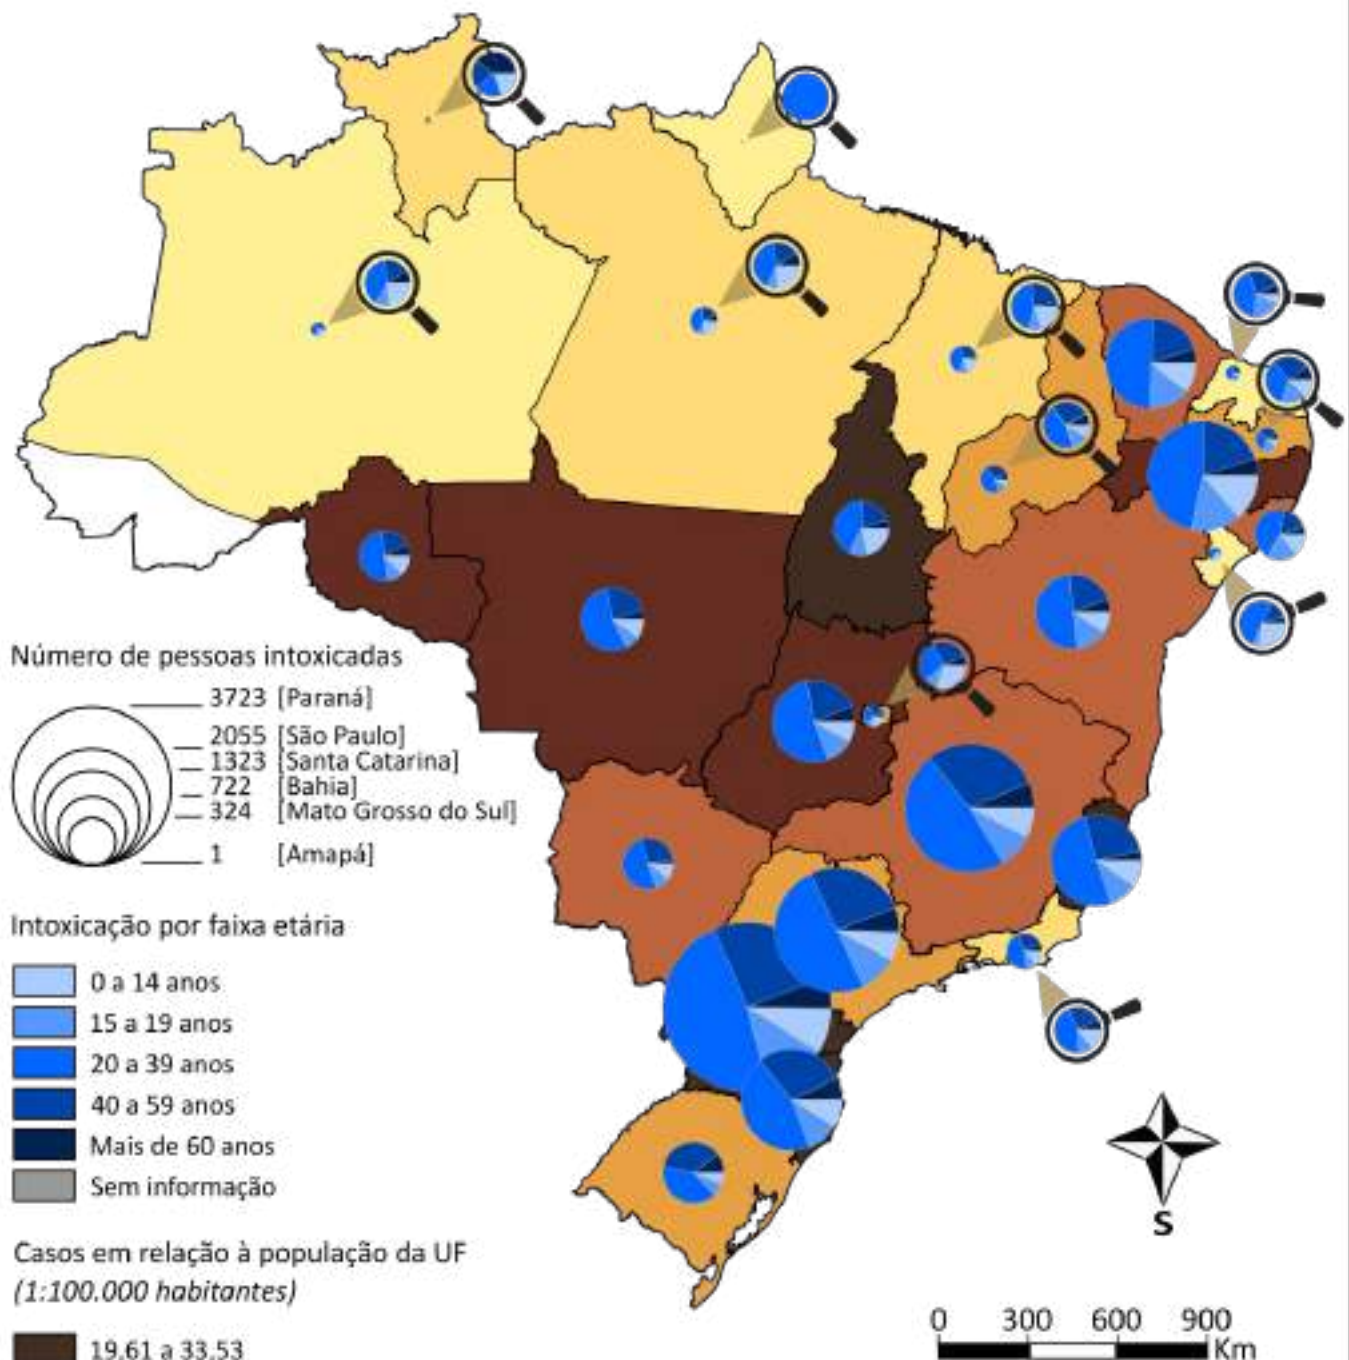 Número de pessoas intoxicadas
3723 [Paraná]
2055 [São Paulo]
1323 [Santa Catarina]
722 [Bahia]
324 [Mato Grosso do Sul]
1 [Amapá]
Intoxicação por faixa etária
0 a 14 anos
15 a 19 anos
20 a 39 anos
40 a 59 anos
Mais de 60 anos
Sem informação
Casos em relação à população da UF
(1:100.000 habitantes)
19,61 a 33,53
S
0 300 600 900
Km